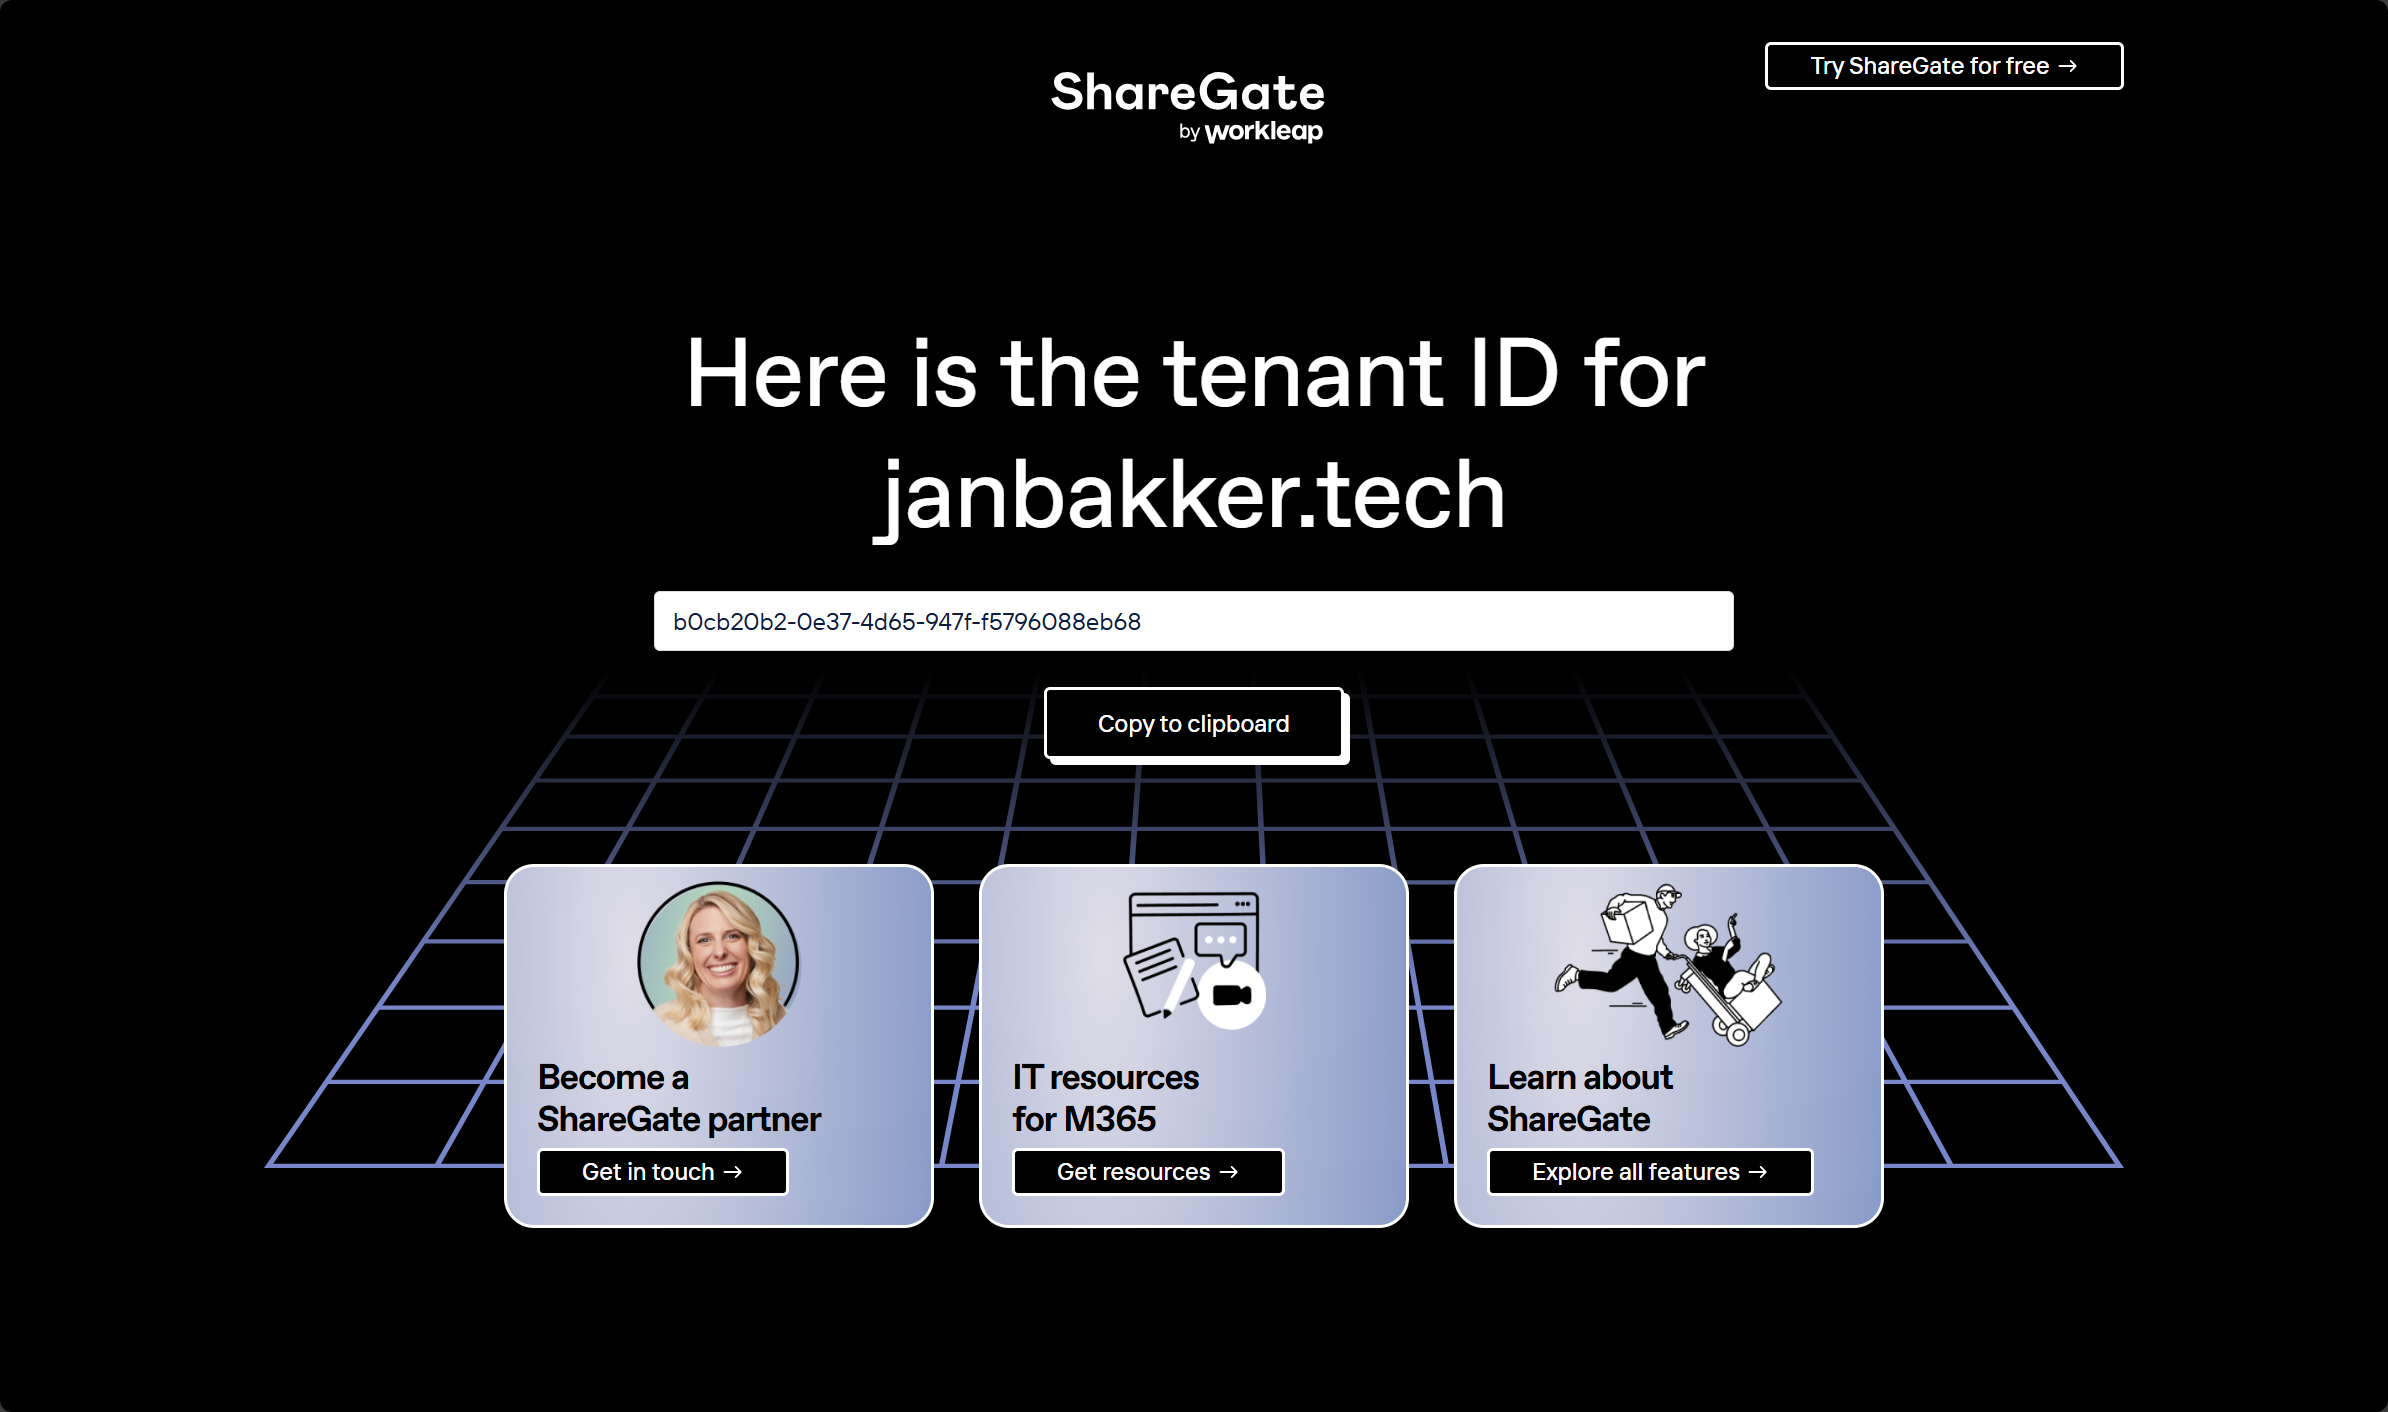 Try ShareGate for free →
ShareGate
by workleap
Here is the tenant ID for
janbakker.tech
b0cb20b2-0e37-4d65-947f-f5796088eb68
Copy to clipboard
Become a
ShareGate partner
Get in touch →
IT resources
for M365
Get resources →
Learn about
ShareGate
Explore all features →